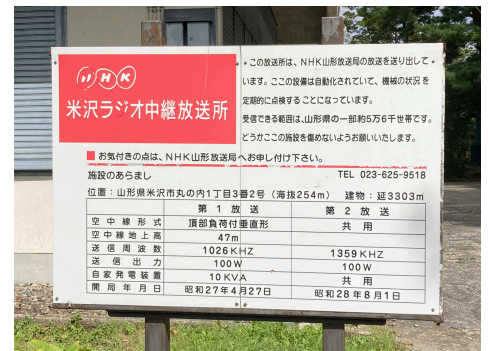 NHK
米沢ラジオ中継放送所
この放送所は、NHK山形放送局の放送を送り出して
います。ここの設備は自動化されていて、機械の状況を
定期的に点検することになっています。
受信できる範囲は、山形県の一部約5万6千世帯です。
どうかここの施設を傷めないようお願いいたします。
■ お気付きの点は、NHK山形放送局へお申し付け下さい。
施設のあらまし TEL 023-625-9518
位置:山形県米沢市丸の内1丁目3番2号(海抜254m) 建物:延3303㎡
第1放送 第2放送
空中線形式 頂部負荷付垂直形 共用
空中線地上高 47m
送信周波数 1026KHZ 1359KHZ
送信出力 100W 100W
自家発電装置 10KVA 共用
開局年月日 昭和27年4月27日 昭和28年8月1日